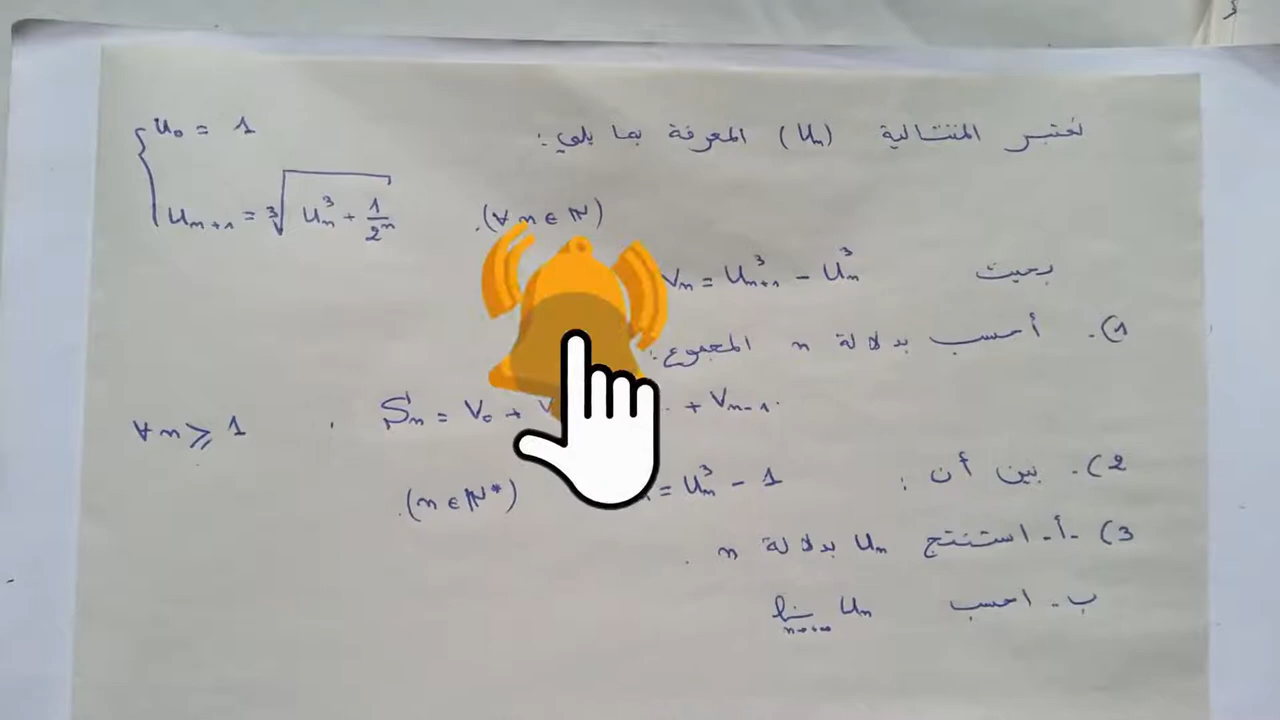 نعتبر المتتالية (Uₙ) المعرفة بما يلي:
{ U₀ = 1
Uₙ₊₁ = ∛(Uₙ³ + 1/2ⁿ) (∀ n ∈ ℕ).
بحيث Vₙ = Uₙ₊₁³ - Uₙ³
1). أحسب بدلالة n المجموع:
Sₙ = V₀ + + Vₙ₋₁. ∀ n ⩾ 1
2). بين أن : = Uₙ³ - 1 (n ∈ ℕ*).
3) -أ- استنتج Uₙ بدلالة n.
ب- احسب lim n→+∞ Uₙ